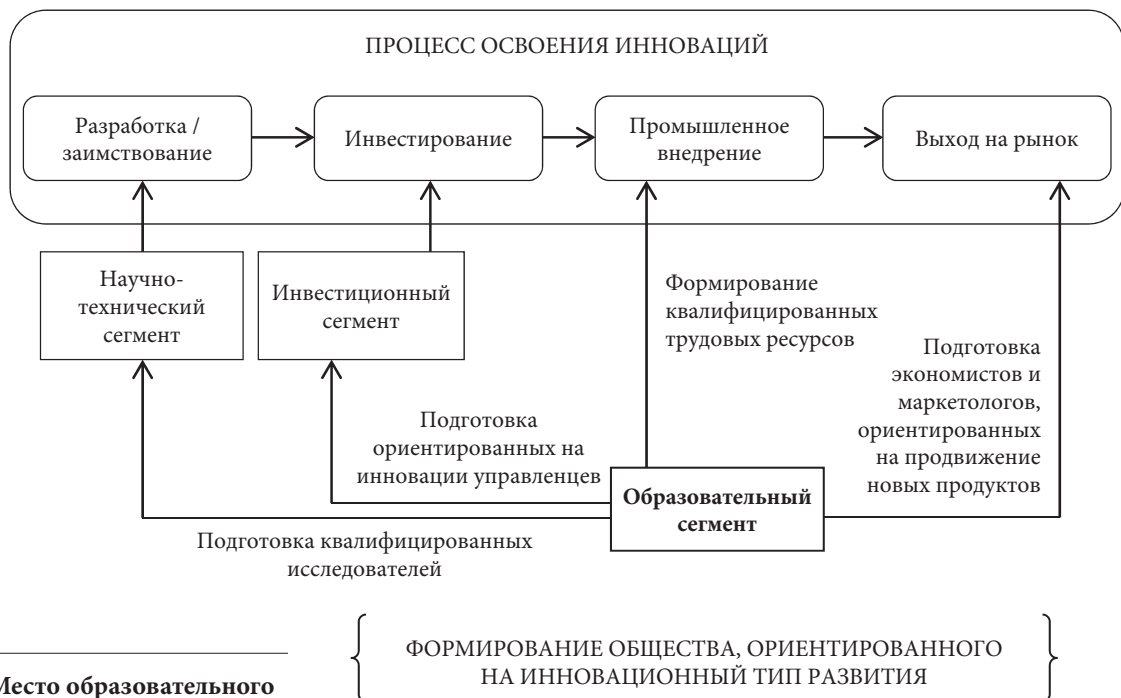 ПРОЦЕСС ОСВОЕНИЯ ИННОВАЦИЙ
Разработка /
заимствование
Инвестирование
Промышленное
внедрение
Выход на рынок
Научно-
технический
сегмент
Инвестиционный
сегмент
Формирование
квалифицированных
трудовых ресурсов
Подготовка
экономистов и
маркетологов,
ориентированных
на продвижение
новых продуктов
Подготовка
ориентированных на
инновации управленцев
Образовательный
сегмент
Подготовка квалифицированных
исследователей
ФОРМИРОВАНИЕ ОБЩЕСТВА, ОРИЕНТИРОВАННОГО
НА ИННОВАЦИОННЫЙ ТИП РАЗВИТИЯ
Место образовательного